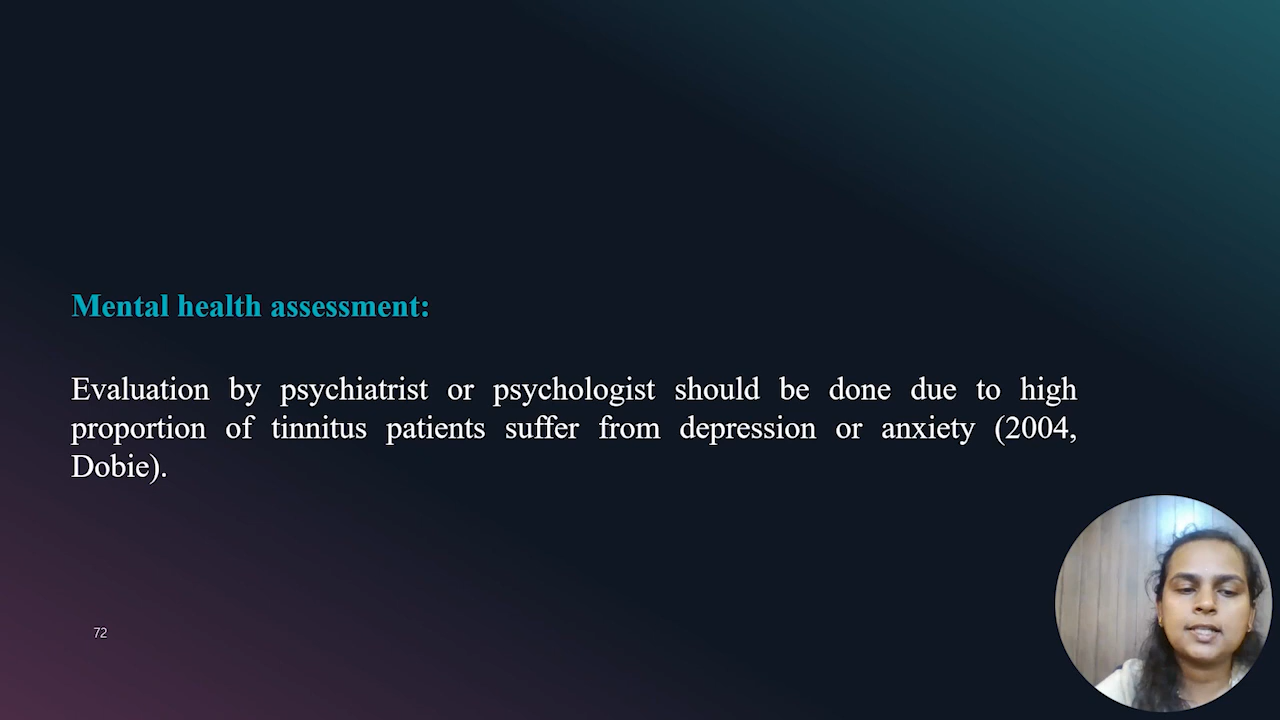 Mental health assessment:
Evaluation by psychiatrist or psychologist should be done due to high
proportion of tinnitus patients suffer from depression or anxiety (2004,
Dobie).
72